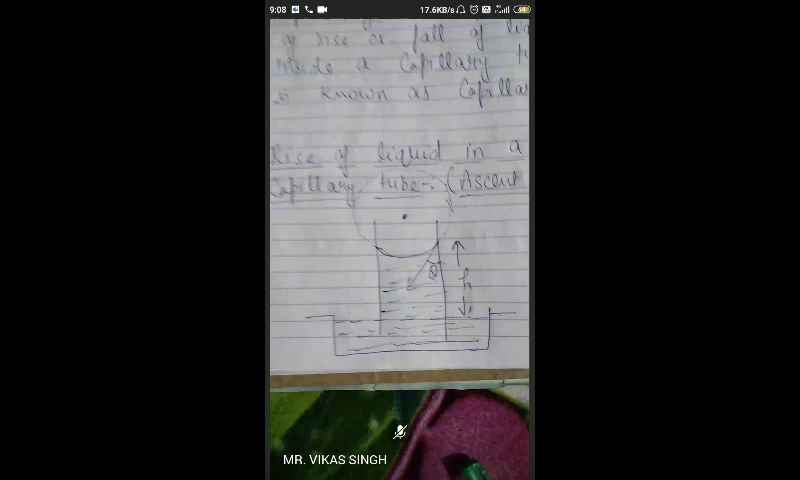 9:08 17.6KB/s
of rise or fall of liq
inside a Capillary
is known as Capillar
Rise of liquid in a
Capillary tube:- (Ascent
θ
h
MR. VIKAS SINGH